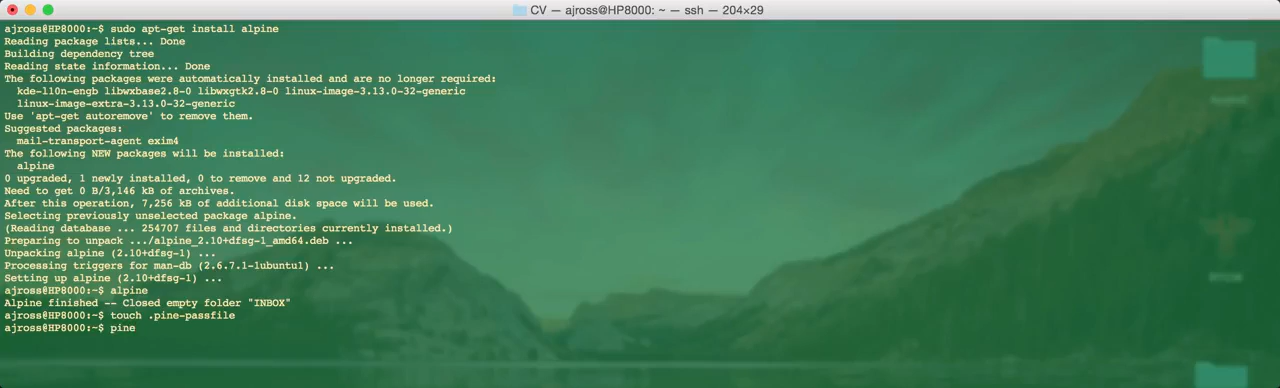 CV — ajross@HP8000: ~ — ssh — 204×29
ajross@HP8000:~$ sudo apt-get install alpine
Reading package lists... Done
Building dependency tree
Reading state information... Done
The following packages were automatically installed and are no longer required:
  kde-l10n-engb libwxbase2.8-0 libwxgtk2.8-0 linux-image-3.13.0-32-generic
  linux-image-extra-3.13.0-32-generic
Use 'apt-get autoremove' to remove them.
Suggested packages:
  mail-transport-agent exim4
The following NEW packages will be installed:
  alpine
0 upgraded, 1 newly installed, 0 to remove and 12 not upgraded.
Need to get 0 B/3,146 kB of archives.
After this operation, 7,256 kB of additional disk space will be used.
Selecting previously unselected package alpine.
(Reading database ... 254707 files and directories currently installed.)
Preparing to unpack .../alpine_2.10+dfsg-1_amd64.deb ...
Unpacking alpine (2.10+dfsg-1) ...
Processing triggers for man-db (2.6.7.1-1ubuntu1) ...
Setting up alpine (2.10+dfsg-1) ...
ajross@HP8000:~$ alpine
Alpine finished -- Closed empty folder "INBOX"
ajross@HP8000:~$ touch .pine-passfile
ajross@HP8000:~$ pine